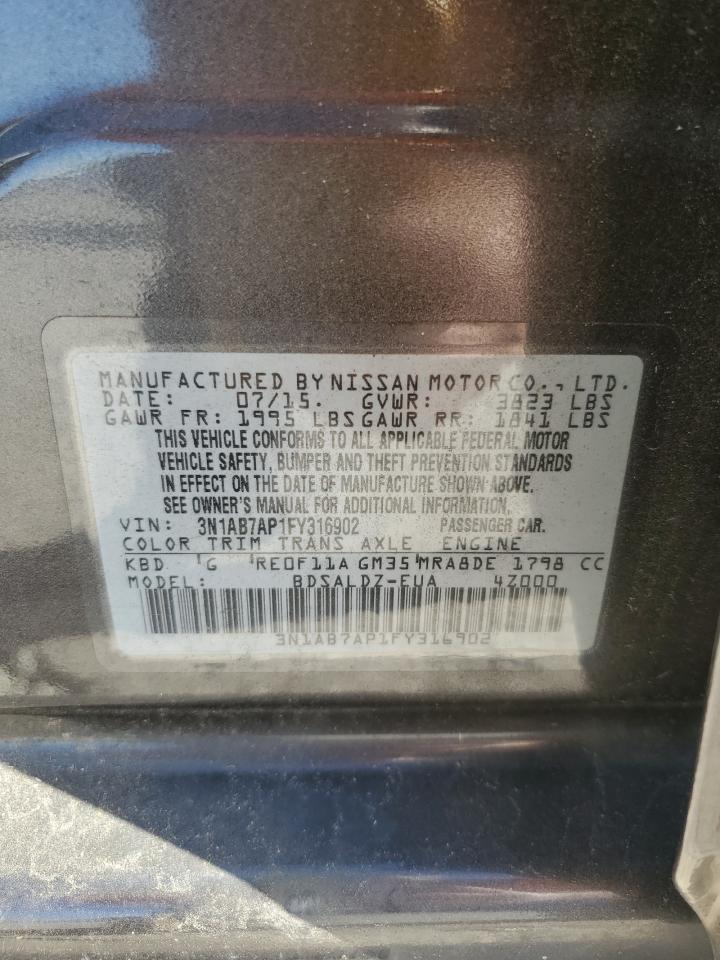 MANUFACTURED BY NISSAN MOTOR CO., LTD.
DATE: 07/15. GVWR: 3823 LBS
GAWR FR: 1995 LBS GAWR RR: 1841 LBS
THIS VEHICLE CONFORMS TO ALL APPLICABLE FEDERAL MOTOR
VEHICLE SAFETY, BUMPER AND THEFT PREVENTION STANDARDS
IN EFFECT ON THE DATE OF MANUFACTURE SHOWN ABOVE.
SEE OWNER'S MANUAL FOR ADDITIONAL INFORMATION.
VIN: 3N1AB7AP1FY316902 PASSENGER CAR.
COLOR TRIM TRANS AXLE ENGINE
KBD G RE0F11A GM35 MRA8DE 1798 CC
MODEL: BDSALDZ-EUA 4Z000
3N1AB7AP1FY316902